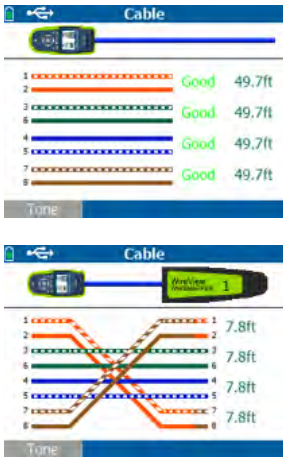 Cable
1
2 Good 49.7ft
3
6 Good 49.7ft
4
5 Good 49.7ft
7
8 Good 49.7ft
Tone
Cable
WireView 1
1 1
2 2 7.8ft
3 3
6 6 7.8ft
4 4
5 5 7.8ft
7 7
8 8 7.8ft
Tone